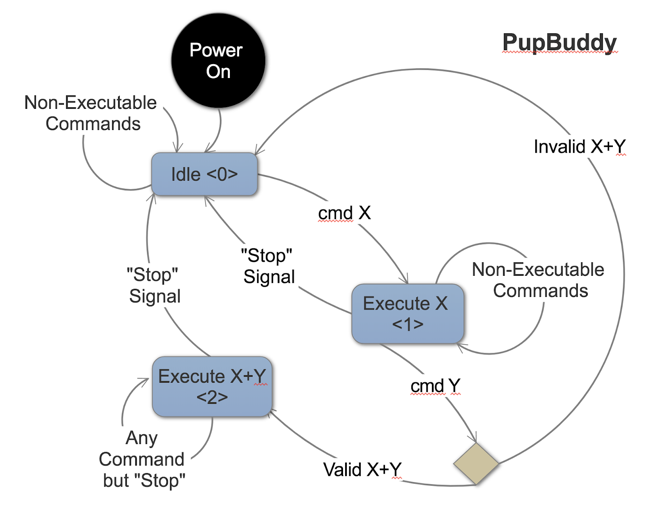 PupBuddy
Power
On
Non-Executable
Commands
Invalid X+Y
Idle <0>
cmd X
"Stop"
Signal
"Stop"
Signal
Non-Executable
Commands
Execute X
<1>
Execute X+Y
<2>
cmd Y
Any
Command
but "Stop"
Valid X+Y